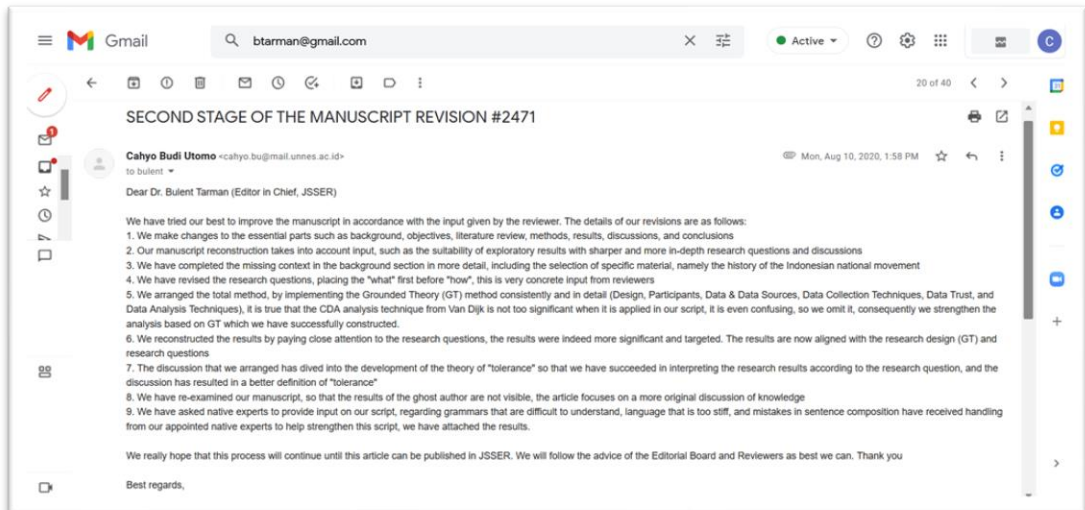 Gmail
btarman@gmail.com
Active
C
20 of 40
SECOND STAGE OF THE MANUSCRIPT REVISION #2471
1
Cahyo Budi Utomo <cahyo.bu@mail.unnes.ac.id>
Mon, Aug 10, 2020, 1:58 PM
to bulent
Dear Dr. Bulent Tarman (Editor in Chief, JSSER)
We have tried our best to improve the manuscript in accordance with the input given by the reviewer. The details of our revisions are as follows:
1. We make changes to the essential parts such as background, objectives, literature review, methods, results, discussions, and conclusions
2. Our manuscript reconstruction takes into account input, such as the suitability of exploratory results with sharper and more in-depth research questions and discussions
3. We have completed the missing context in the background section in more detail, including the selection of specific material, namely the history of the Indonesian national movement
4. We have revised the research questions, placing the "what" first before "how", this is very concrete input from reviewers
5. We arranged the total method, by implementing the Grounded Theory (GT) method consistently and in detail (Design, Participants, Data & Data Sources, Data Collection Techniques, Data Trust, and
Data Analysis Techniques), it is true that the CDA analysis technique from Van Dijk is not too significant when it is applied in our script, it is even confusing, so we omit it, consequently we strengthen the
analysis based on GT which we have successfully constructed.
6. We reconstructed the results by paying close attention to the research questions, the results were indeed more significant and targeted. The results are now aligned with the research design (GT) and
research questions
7. The discussion that we arranged has dived into the development of the theory of "tolerance" so that we have succeeded in interpreting the research results according to the research question, and the
discussion has resulted in a better definition of "tolerance"
8. We have re-examined our manuscript, so that the results of the ghost author are not visible, the article focuses on a more original discussion of knowledge
9. We have asked native experts to provide input on our script, regarding grammars that are difficult to understand, language that is too stiff, and mistakes in sentence composition have received handling
from our appointed native experts to help strengthen this script, we have attached the results.
We really hope that this process will continue until this article can be published in JSSER. We will follow the advice of the Editorial Board and Reviewers as best we can. Thank you
Best regards,